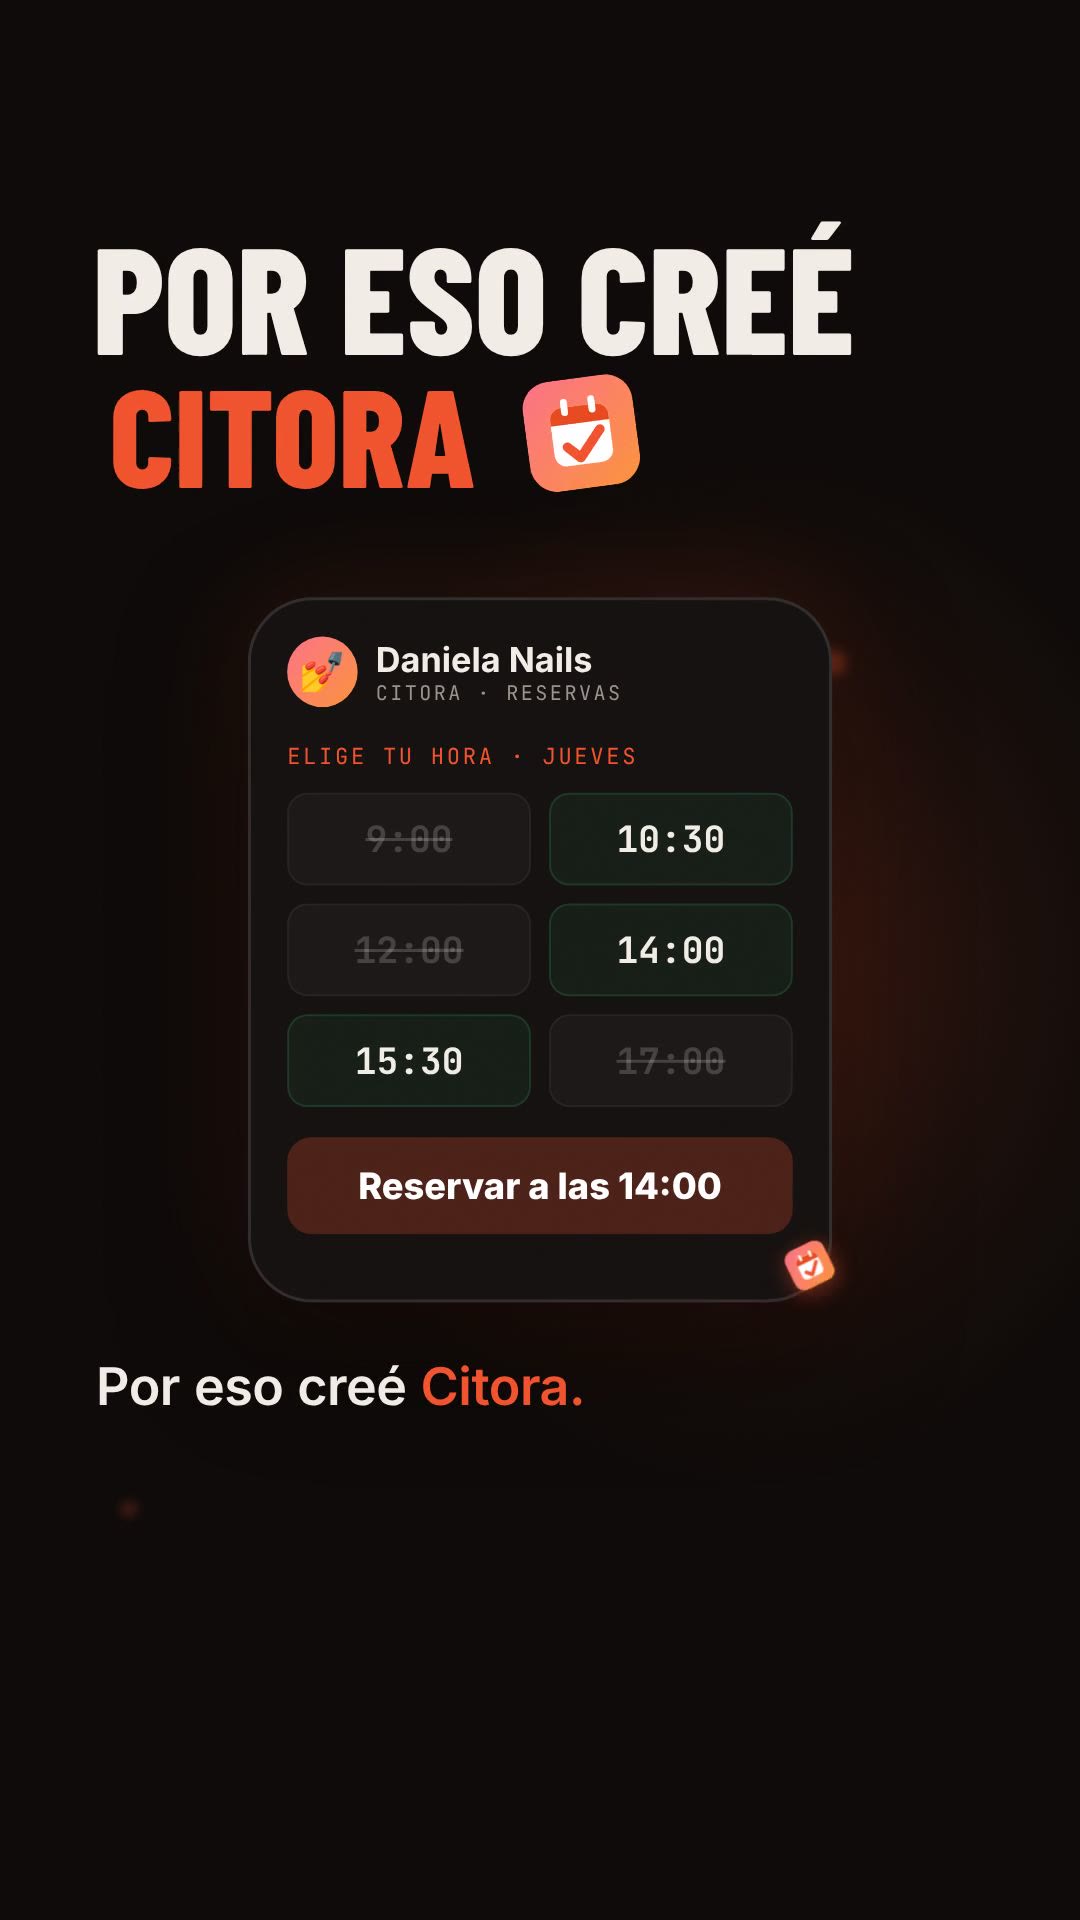 POR ESO CREÉ
CITORA
Daniela Nails
CITORA · RESERVAS
ELIGE TU HORA · JUEVES
9:00
10:30
12:00
14:00
15:30
17:00
Reservar a las 14:00
Por eso creé Citora.